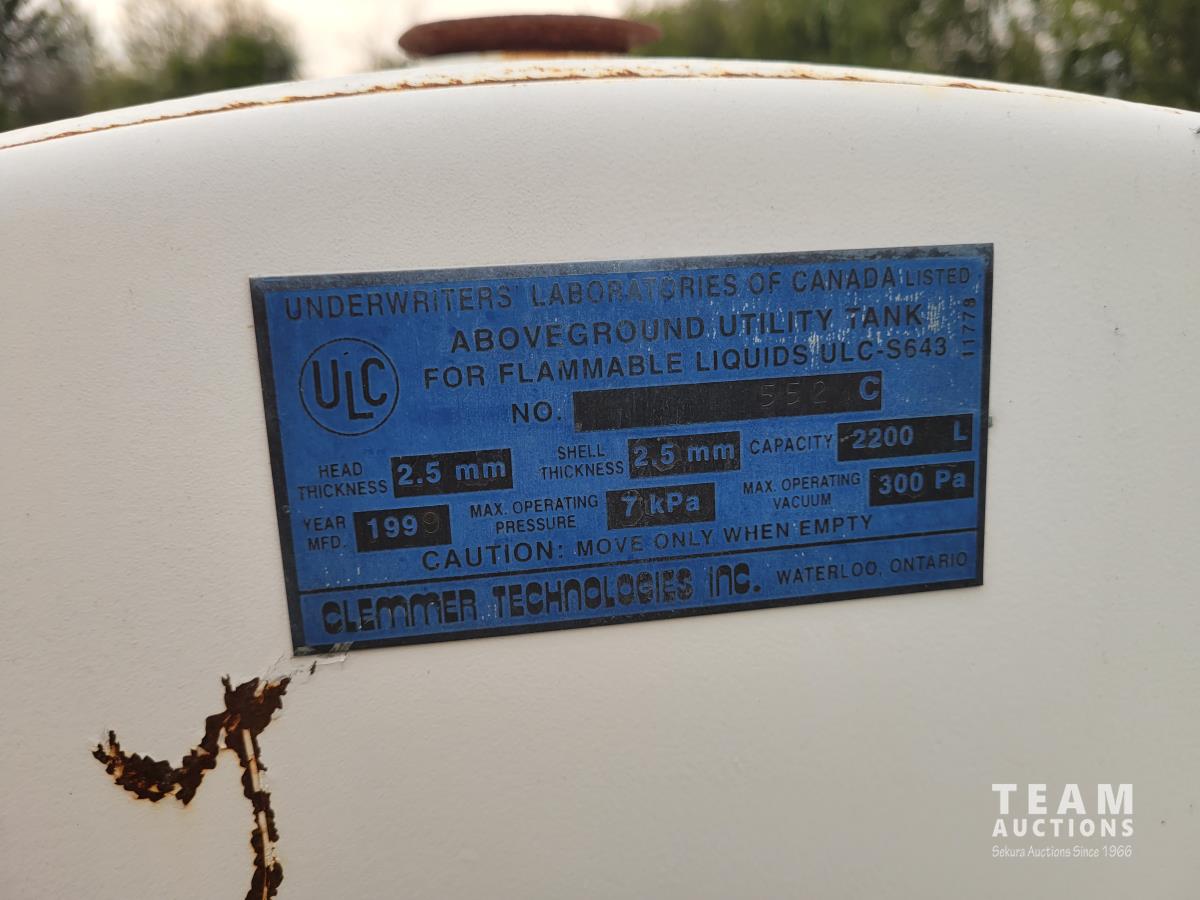 UNDERWRITERS' LABORATORIES OF CANADA LISTED
ABOVEGROUND UTILITY TANK
FOR FLAMMABLE LIQUIDS ULC-S643
11778
ULC
NO. 552 C
HEAD THICKNESS 2.5 mm SHELL THICKNESS 2.5 mm CAPACITY 2200 L
YEAR MFD. 1999 MAX. OPERATING PRESSURE 7 kPa MAX. OPERATING VACUUM 300 Pa
CAUTION: MOVE ONLY WHEN EMPTY
CLEMMER TECHNOLOGIES INC. WATERLOO, ONTARIO
TEAM
AUCTIONS
Sekura Auctions Since 1966